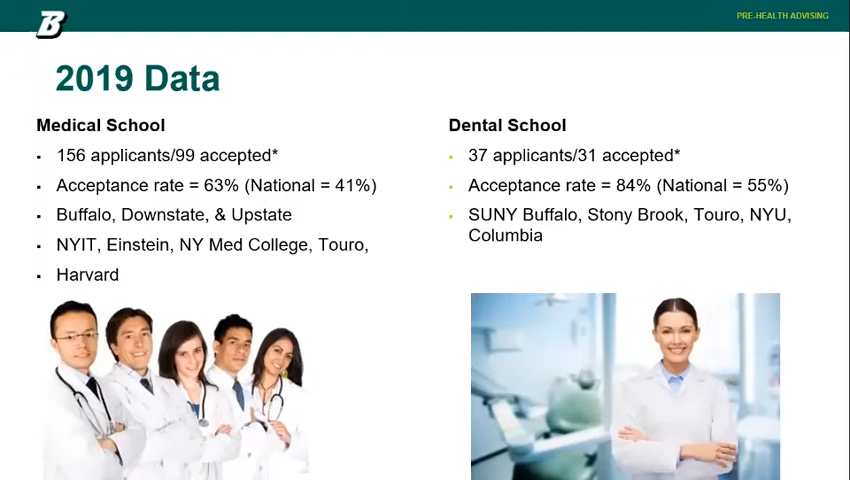 B
PRE-HEALTH ADVISING
2019 Data
Medical School
156 applicants/99 accepted*
Acceptance rate = 63% (National = 41%)
Buffalo, Downstate, & Upstate
NYIT, Einstein, NY Med College, Touro,
Harvard
Dental School
37 applicants/31 accepted*
Acceptance rate = 84% (National = 55%)
SUNY Buffalo, Stony Brook, Touro, NYU,
Columbia